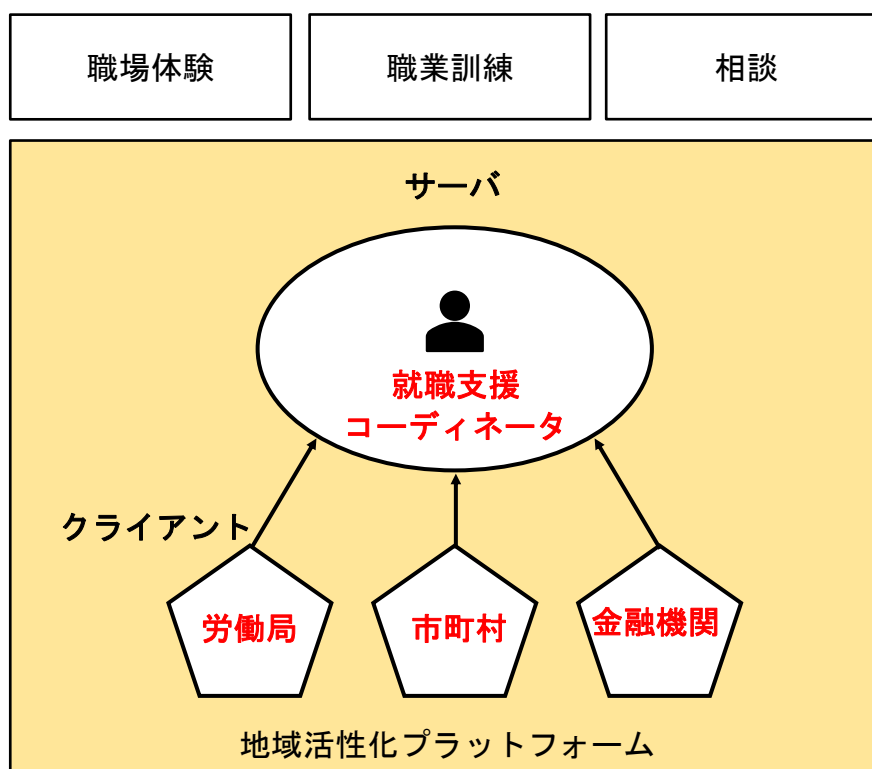 職場体験
職業訓練
相談
サーバ
就職支援
コーディネータ
クライアント
労働局
市町村
金融機関
地域活性化プラットフォーム